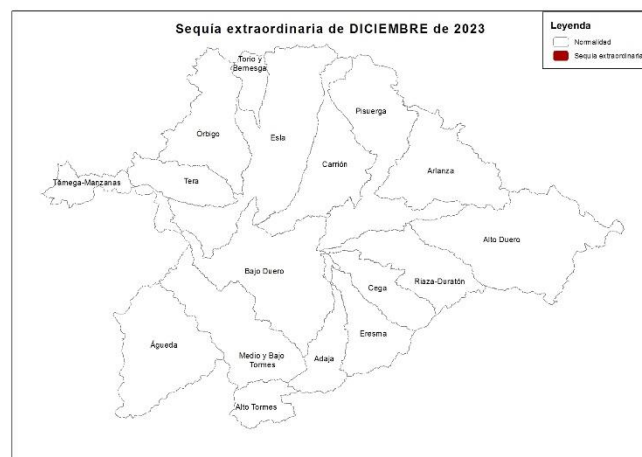 Sequía extraordinaria de DICIEMBRE de 2023
Leyenda
Normalidad
Sequía extraordinaria
Torío y
Bernesga
Pisuerga
Órbigo
Esla
Carrión
Arlanza
Támega-Manzanas
Tera
Alto Duero
Bajo Duero
Cega
Riaza-Duratón
Eresma
Águeda
Medio y Bajo
Tormes
Adaja
Alto Tormes